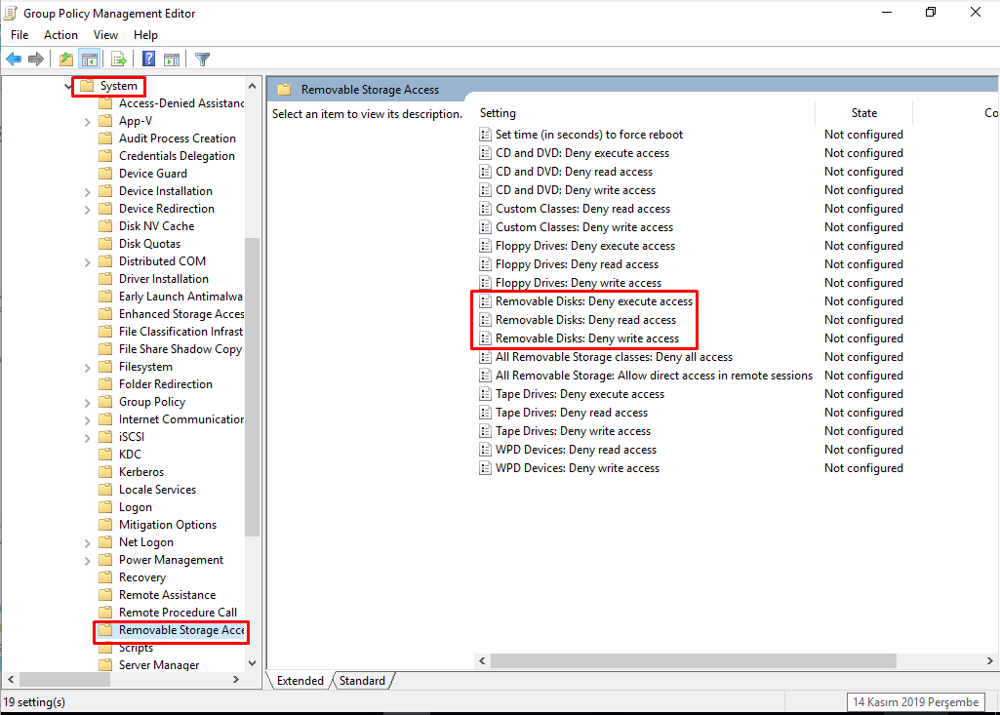 Group Policy Management Editor
File Action View Help
System
Access-Denied Assistanc
App-V
Audit Process Creation
Credentials Delegation
Device Guard
Device Installation
Device Redirection
Disk NV Cache
Disk Quotas
Distributed COM
Driver Installation
Early Launch Antimalwa
Enhanced Storage Acces
File Classification Infrast
File Share Shadow Copy
Filesystem
Folder Redirection
Group Policy
Internet Communication
iSCSI
KDC
Kerberos
Locale Services
Logon
Mitigation Options
Net Logon
Power Management
Recovery
Remote Assistance
Remote Procedure Call
Removable Storage Acce
Scripts
Server Manager
Removable Storage Access
Select an item to view its description.
Setting State Co
Set time (in seconds) to force reboot Not configured
CD and DVD: Deny execute access Not configured
CD and DVD: Deny read access Not configured
CD and DVD: Deny write access Not configured
Custom Classes: Deny read access Not configured
Custom Classes: Deny write access Not configured
Floppy Drives: Deny execute access Not configured
Floppy Drives: Deny read access Not configured
Floppy Drives: Deny write access Not configured
Removable Disks: Deny execute access Not configured
Removable Disks: Deny read access Not configured
Removable Disks: Deny write access Not configured
All Removable Storage classes: Deny all access Not configured
All Removable Storage: Allow direct access in remote sessions Not configured
Tape Drives: Deny execute access Not configured
Tape Drives: Deny read access Not configured
Tape Drives: Deny write access Not configured
WPD Devices: Deny read access Not configured
WPD Devices: Deny write access Not configured
Extended Standard
19 setting(s)
14 Kasım 2019 Perşembe